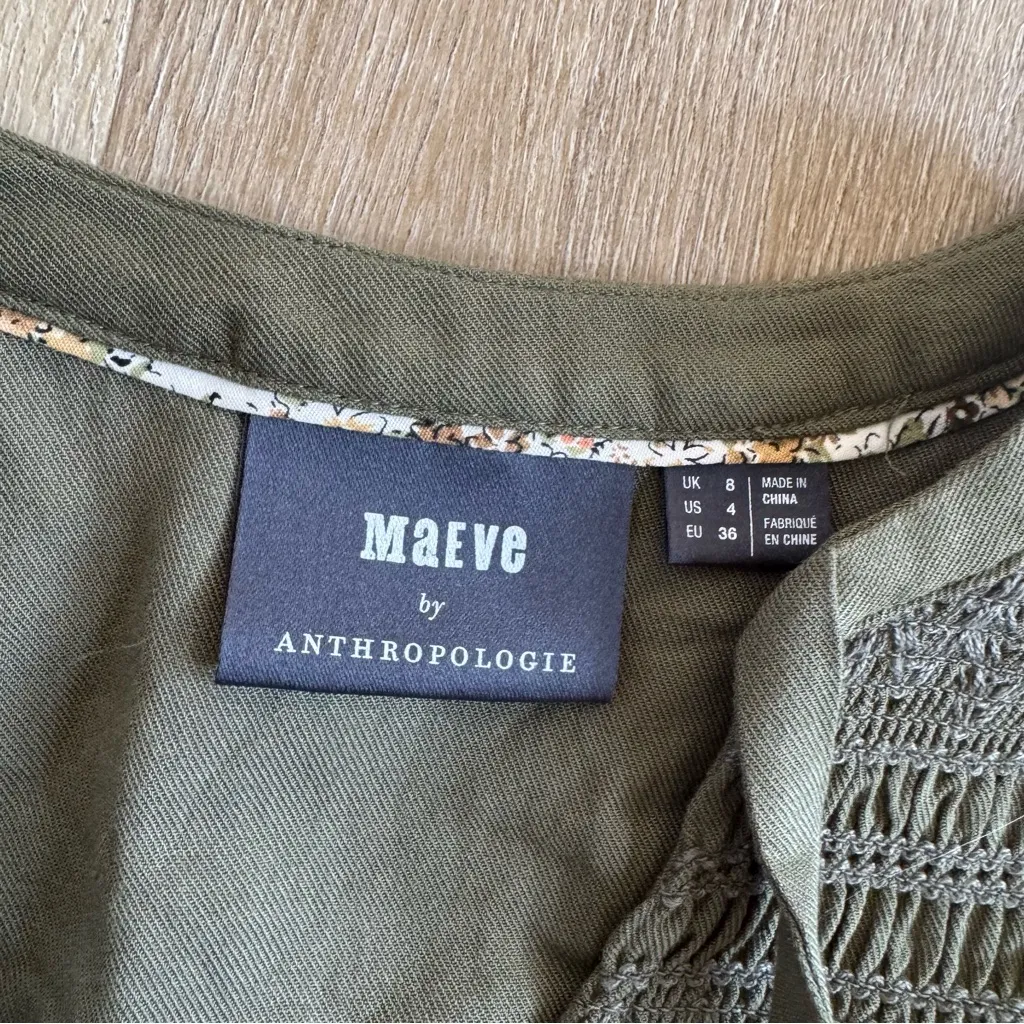 MaEVe
by
ANTHROPOLOGIE
UK 8
US 4
EU 36
MADE IN
CHINA
FABRIQUÉ
EN CHINE